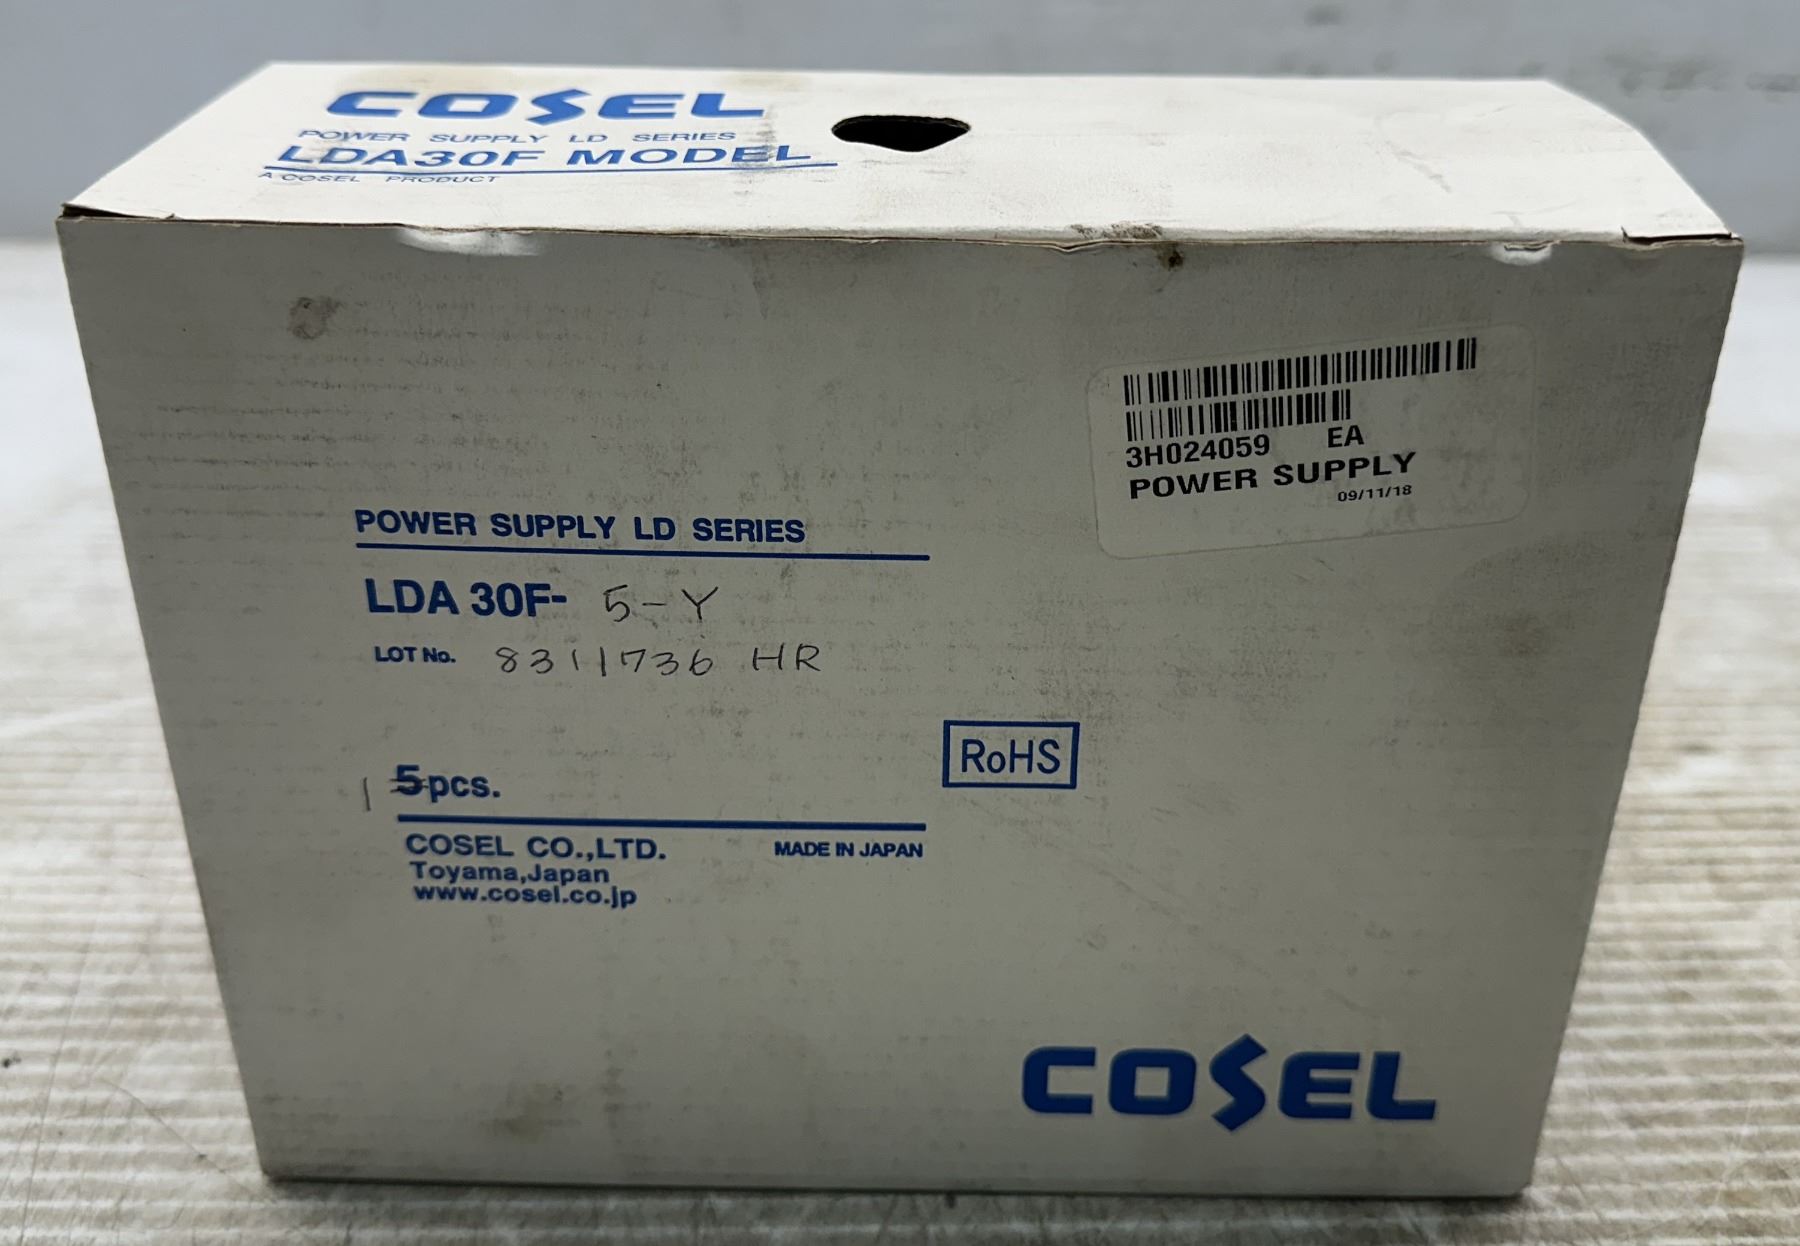 COSEL
POWER SUPPLY LD SERIES
LDA30F MODEL
A COSEL PRODUCT
3H024059 EA
POWER SUPPLY
09/11/18
POWER SUPPLY LD SERIES
LDA 30F- 5-Y
LOT No. 8311736 HR
1 5pcs.
RoHS
COSEL CO.,LTD. MADE IN JAPAN
Toyama,Japan
www.cosel.co.jp
COSEL